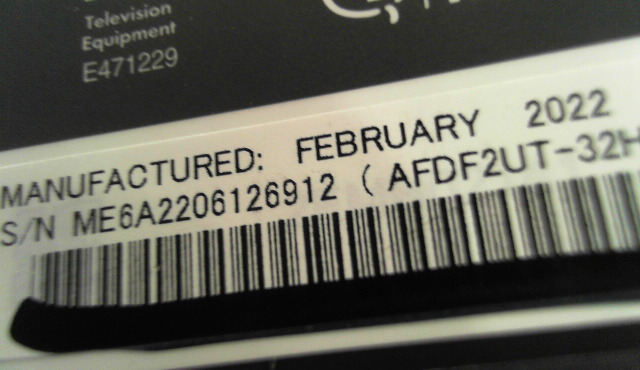 Television
Equipment
E471229
MANUFACTURED: FEBRUARY 2022
S/N ME6A2206126912 ( AFDF2UT-32H